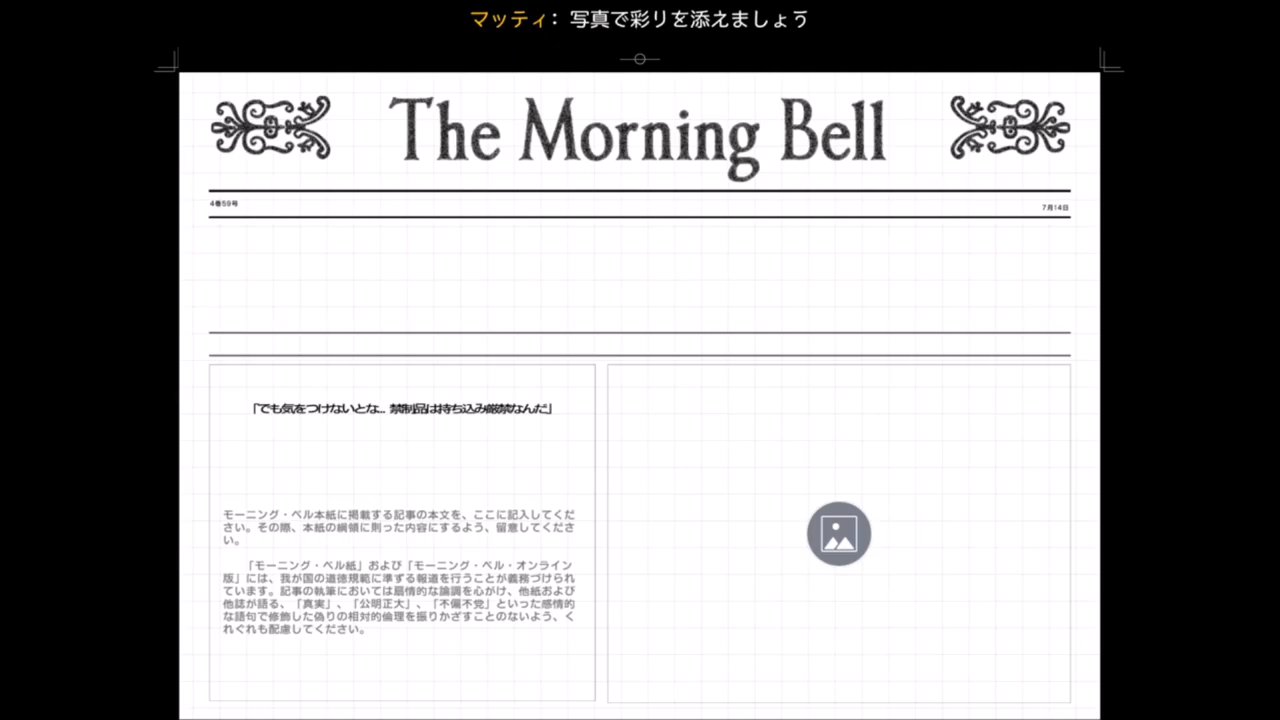 マッティ： 写真で彩りを添えましょう
The Morning Bell
4巻59号
7月14日
「でも気をつけないとな... 禁制品は持ち込み厳禁なんだ」
モーニング・ベル本紙に掲載する記事の本文を、ここに記入してくだ
さい。その際、本紙の綱領に則った内容にするよう、留意してくださ
い。
「モーニング・ベル紙」および「モーニング・ベル・オンライン
版」には、我が国の道徳規範に準ずる報道を行うことが義務づけられ
ています。記事の執筆においては扇情的な論調を心がけ、他紙および
他誌が語る、「真実」、「公明正大」、「不偏不党」といった感情的
な語句で修飾した偽りの相対的倫理を振りかざすことのないよう、く
れぐれも配慮してください。